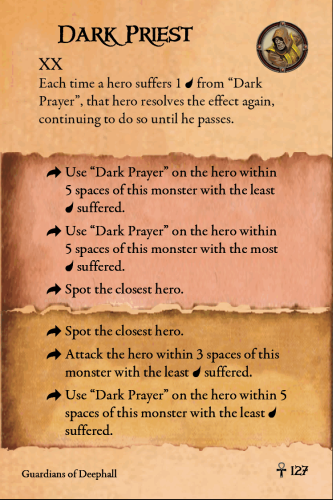 Dark Priest
XX
Each time a hero suffers 1 from “Dark
Prayer”, that hero resolves the effect again,
continuing to do so until he passes.
Use “Dark Prayer” on the hero within
5 spaces of this monster with the least
suffered.
Use “Dark Prayer” on the hero within
5 spaces of this monster with the most
suffered.
Spot the closest hero.
Spot the closest hero.
Attack the hero within 3 spaces of this
monster with the least suffered.
Use “Dark Prayer” on the hero within 5
spaces of this monster with the least
suffered.
Guardians of Deephall
127